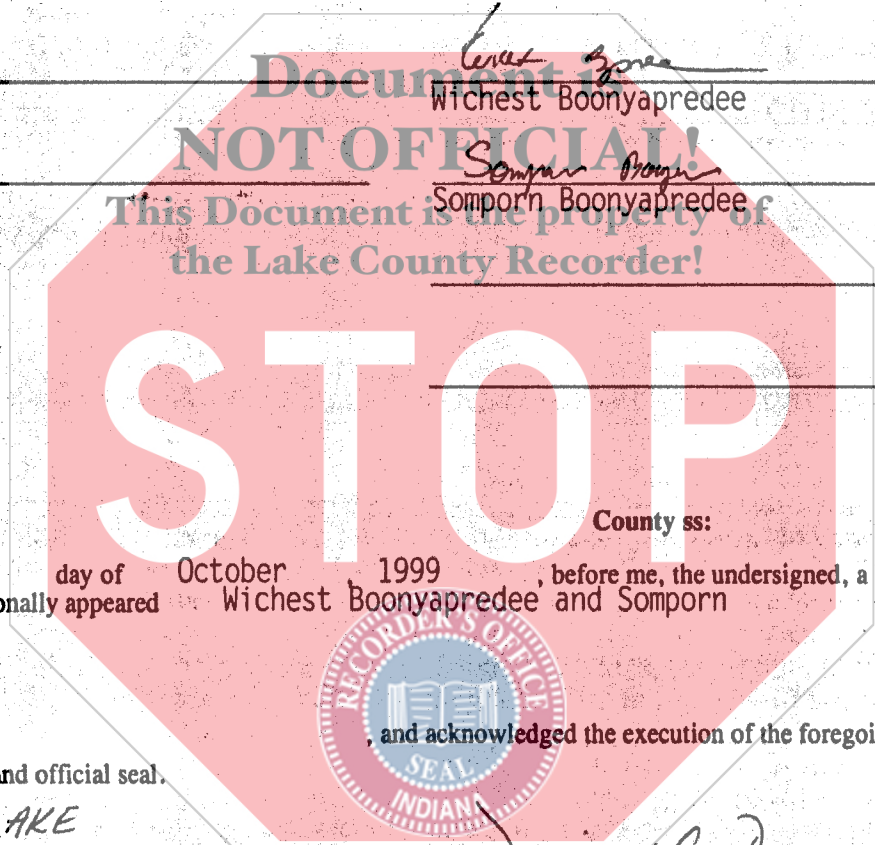 Document is
Wichest Boonyapredee
NOT OFFICIAL!
This Document is the property of
Somporn Boonyapredee
the Lake County Recorder!
STOP
County ss:
day of October , 1999 , before me, the undersigned, a
onally appeared Wichest Boonyapredee and Somporn
RECORDER'S OFFICE
, and acknowledged the execution of the foregoi
SEAL
nd official seal.
INDIANA
AKE